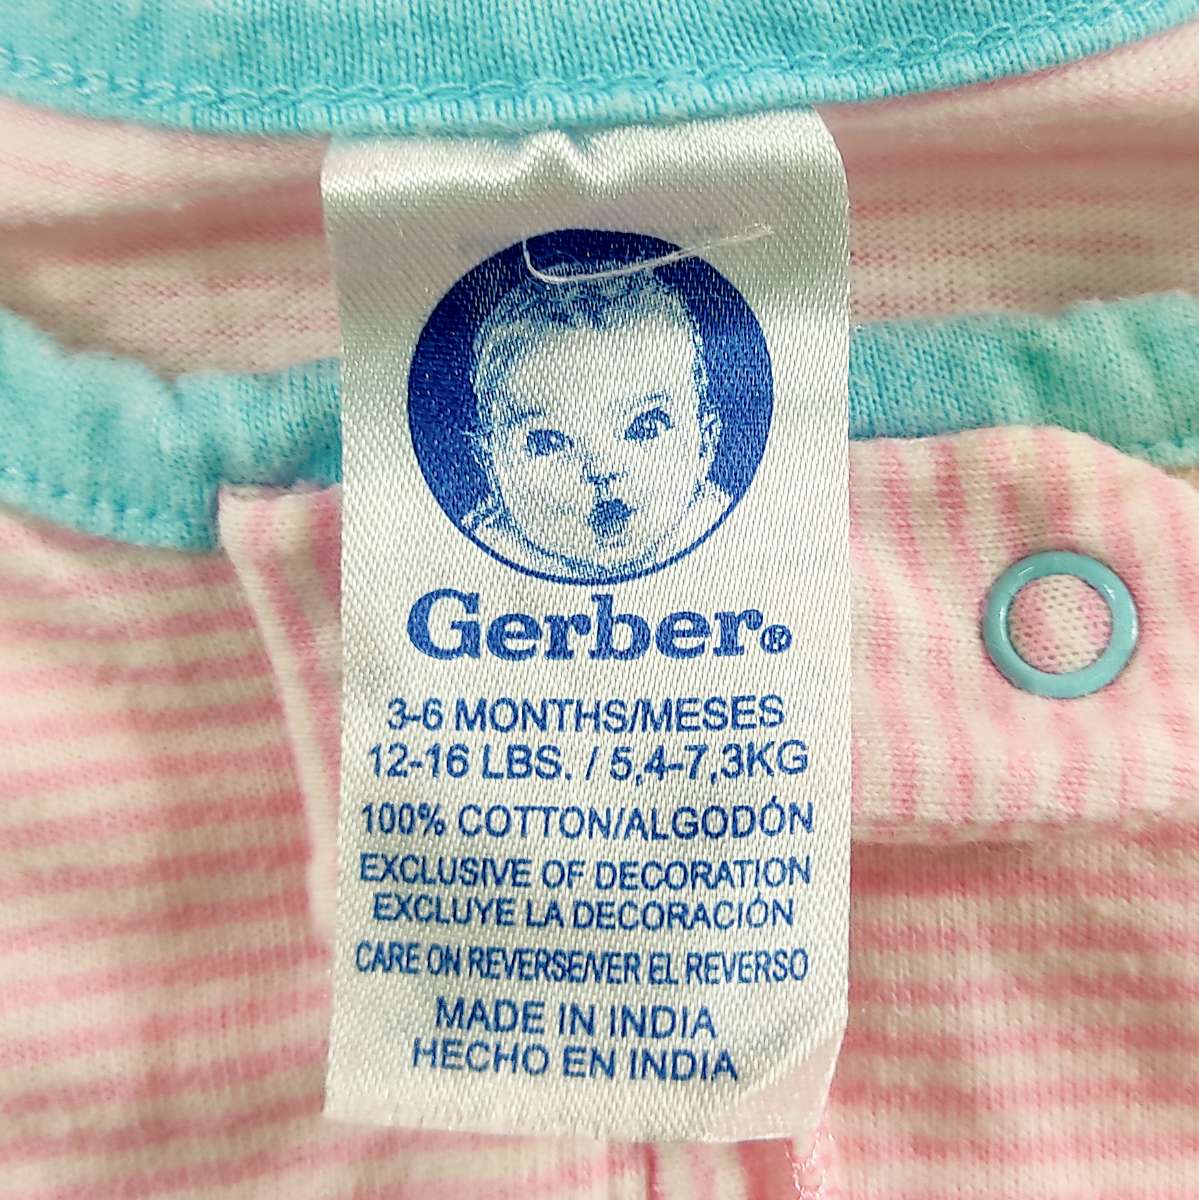 Gerber®
3-6 MONTHS/MESES
12-16 LBS. / 5,4-7,3KG
100% COTTON/ALGODÓN
EXCLUSIVE OF DECORATION
EXCLUYE LA DECORACIÓN
CARE ON REVERSE/VER EL REVERSO
MADE IN INDIA
HECHO EN INDIA